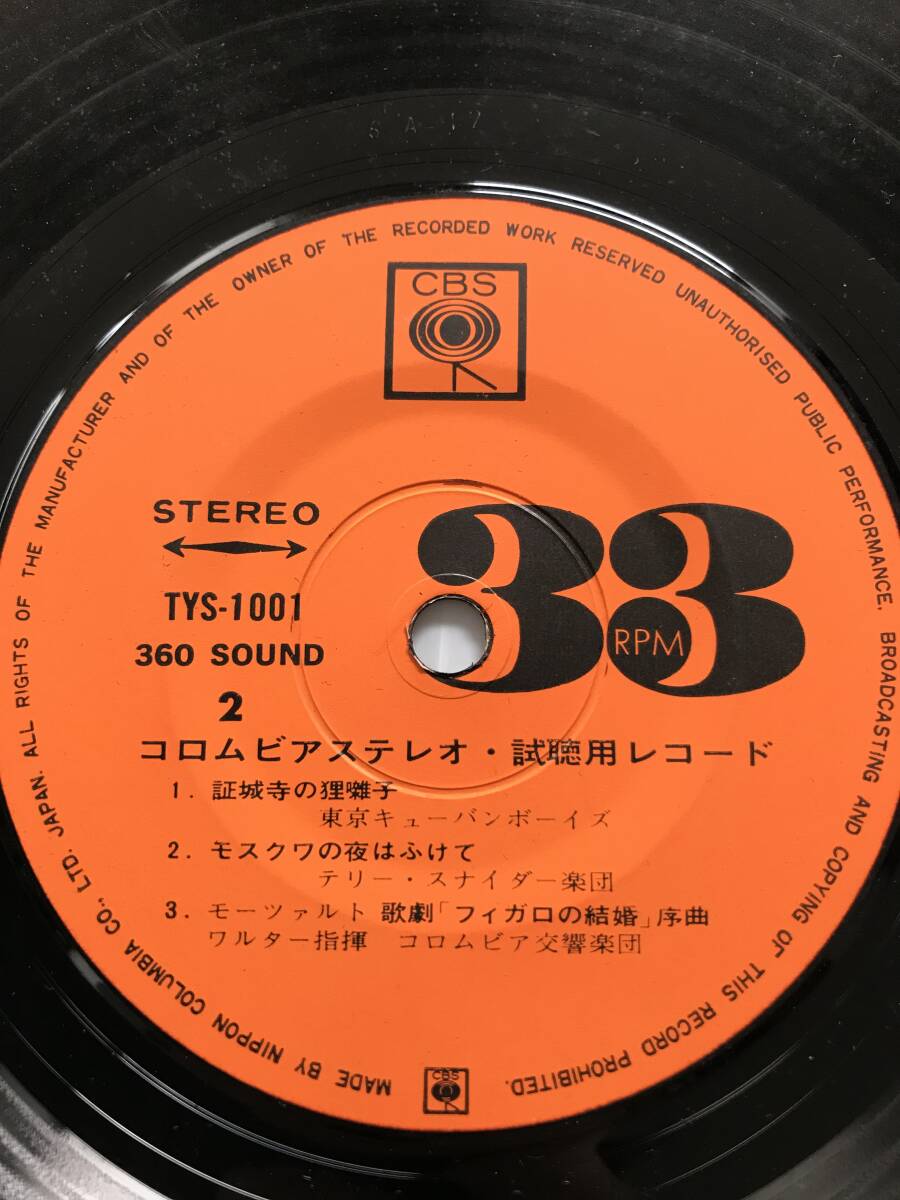 S A-17
MADE BY NIPPON COLUMBIA CO., LTD. JAPAN. ALL RIGHTS OF THE MANUFACTURER AND OF THE OWNER OF THE RECORDED WORK RESERVED UNAUTHORISED PUBLIC PERFORMANCE, BROADCASTING AND COPYING OF THIS RECORD PROHIBITED.
CBS
STEREO
33
RPM
TYS-1001
360 SOUND
2
コロムビアステレオ・試聴用レコード
1. 証城寺の狸囃子
東京キューバンボーイズ
2. モスクワの夜はふけて
テリー・スナイダー楽団
3. モーツァルト 歌劇「フィガロの結婚」序曲
ワルター指揮 コロムビア交響楽団
CBS